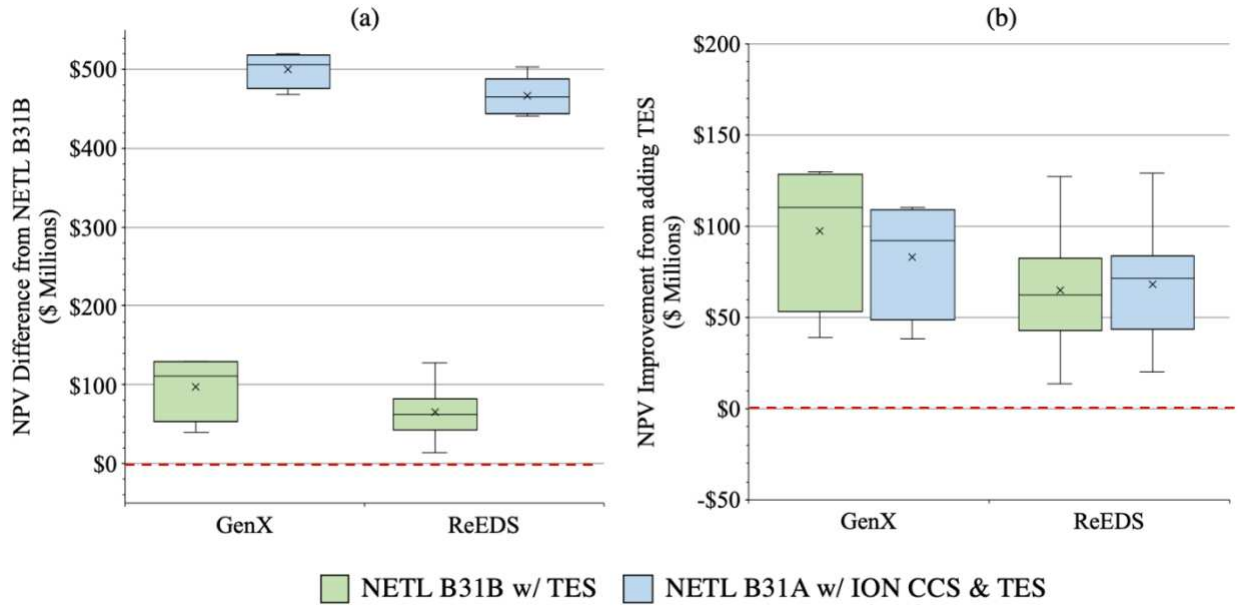 (a)
NPV Difference from NETL B31B
($ Millions)
$500
$400
$300
$200
$100
$0
GenX
ReEDS
(b)
NPV Improvement from adding TES
($ Millions)
$200
$150
$100
$50
$0
-$50
GenX
ReEDS
NETL B31B w/ TES
NETL B31A w/ ION CCS & TES